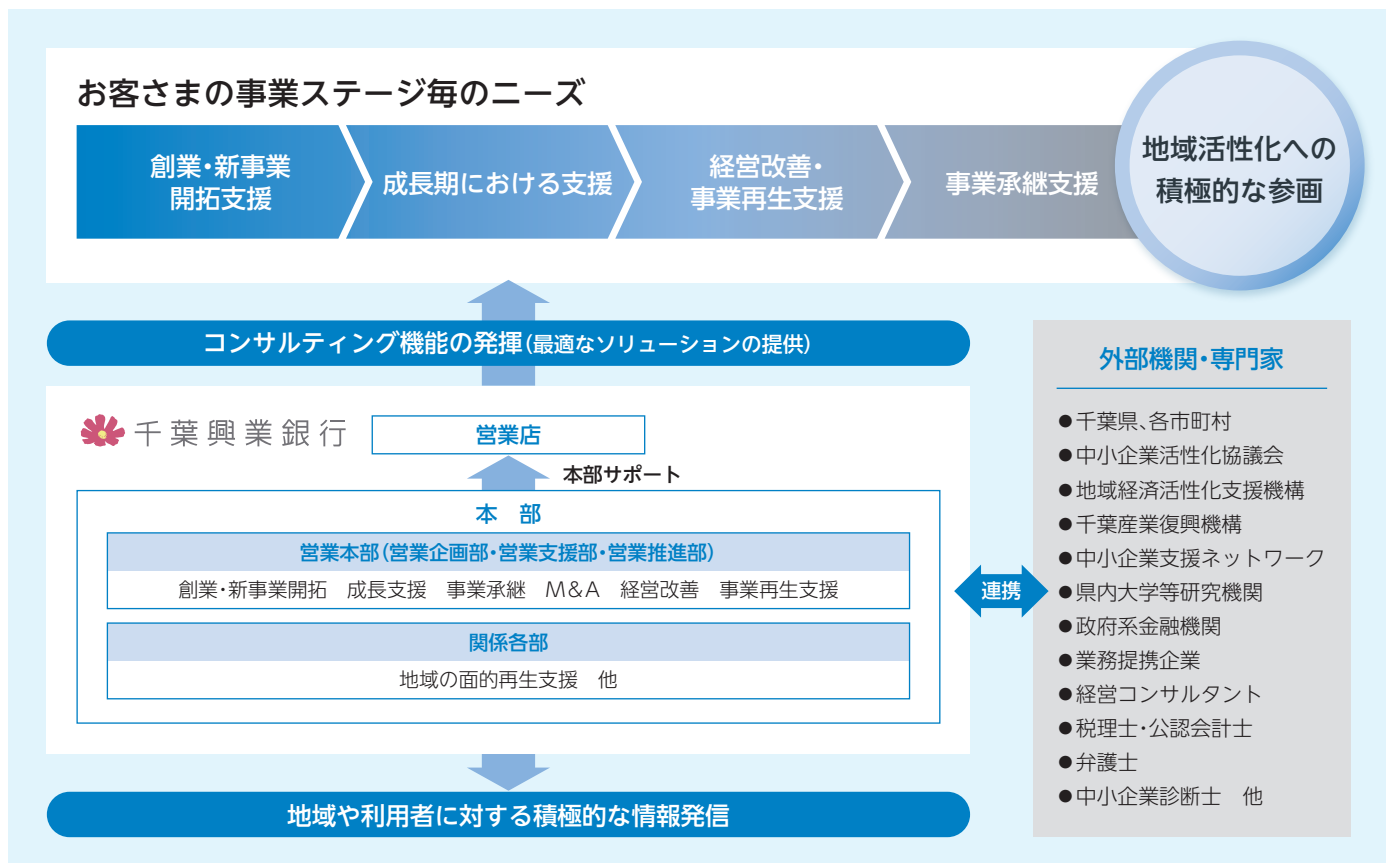 お客さまの事業ステージ毎のニーズ
創業・新事業
開拓支援
成長期における支援
経営改善・
事業再生支援
事業承継支援
地域活性化への
積極的な参画
コンサルティング機能の発揮(最適なソリューションの提供)
千葉興業銀行
営業店
本部サポート
本 部
営業本部(営業企画部・営業支援部・営業推進部)
創業・新事業開拓 成長支援 事業承継 M&A 経営改善 事業再生支援
関係各部
地域の面的再生支援 他
地域や利用者に対する積極的な情報発信
連携
外部機関・専門家
●千葉県、各市町村
●中小企業活性化協議会
●地域経済活性化支援機構
●千葉産業復興機構
●中小企業支援ネットワーク
●県内大学等研究機関
●政府系金融機関
●業務提携企業
●経営コンサルタント
●税理士・公認会計士
●弁護士
●中小企業診断士 他